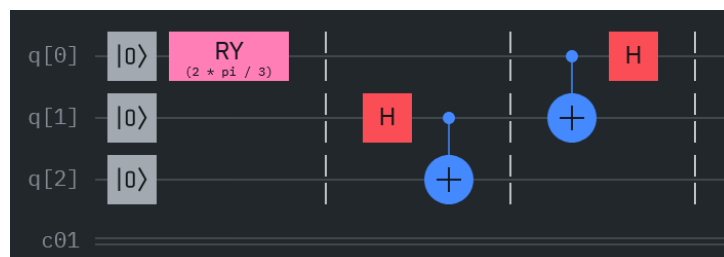 q[0] |0⟩ RY H
(2 * pi / 3)
q[1] |0⟩ H +
q[2] |0⟩ +
c01